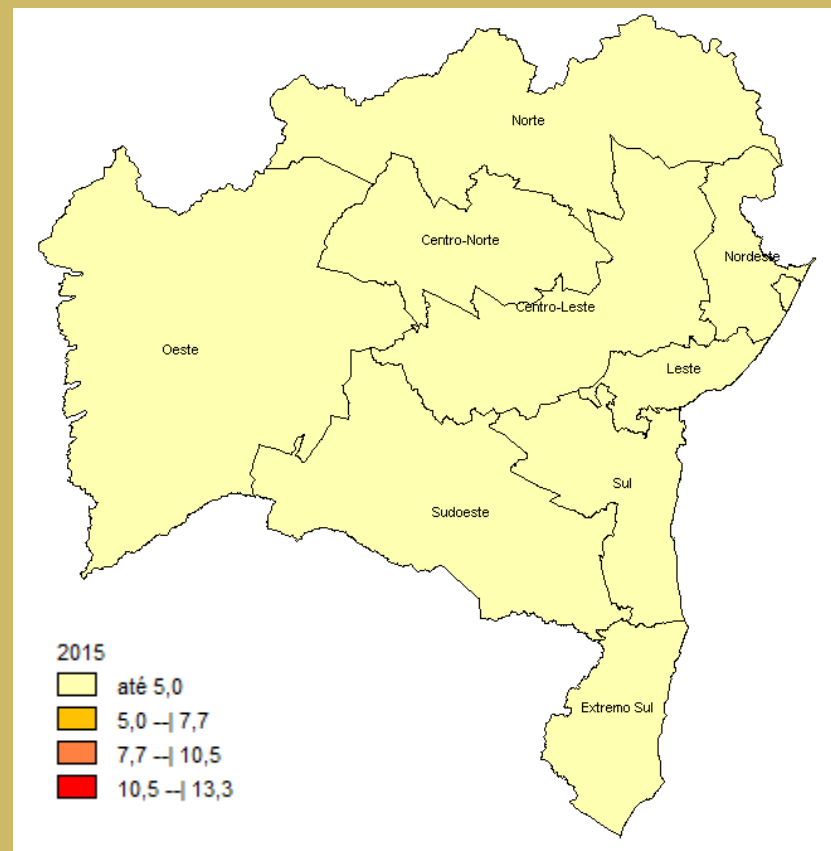 Norte
Centro-Norte
Nordeste
Centro-Leste
Oeste
Leste
Sul
Sudoeste
Extremo Sul
2015
até 5,0
5,0 --| 7,7
7,7 --| 10,5
10,5 --| 13,3